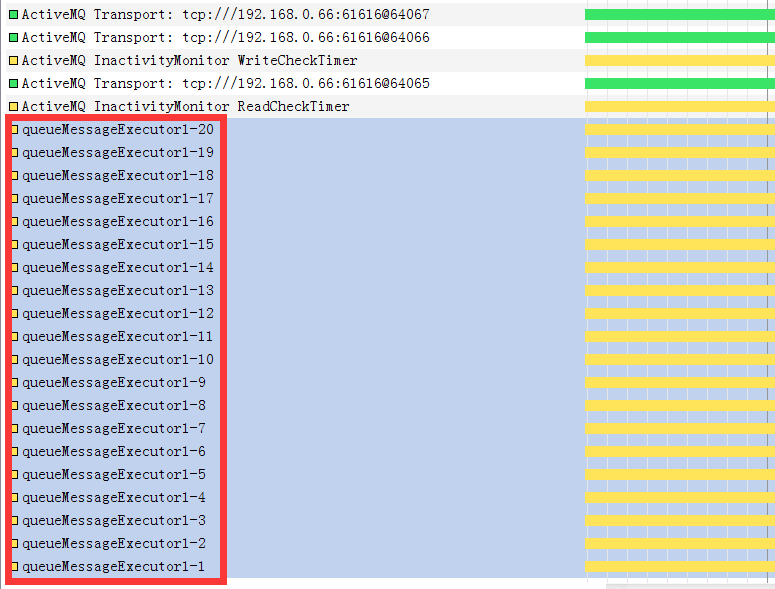 ActiveMQ Transport: tcp:///192.168.0.66:61616@64067
ActiveMQ Transport: tcp:///192.168.0.66:61616@64066
ActiveMQ InactivityMonitor WriteCheckTimer
ActiveMQ Transport: tcp:///192.168.0.66:61616@64065
ActiveMQ InactivityMonitor ReadCheckTimer
queueMessageExecutor1-20
queueMessageExecutor1-19
queueMessageExecutor1-18
queueMessageExecutor1-17
queueMessageExecutor1-16
queueMessageExecutor1-15
queueMessageExecutor1-14
queueMessageExecutor1-13
queueMessageExecutor1-12
queueMessageExecutor1-11
queueMessageExecutor1-10
queueMessageExecutor1-9
queueMessageExecutor1-8
queueMessageExecutor1-7
queueMessageExecutor1-6
queueMessageExecutor1-5
queueMessageExecutor1-4
queueMessageExecutor1-3
queueMessageExecutor1-2
queueMessageExecutor1-1